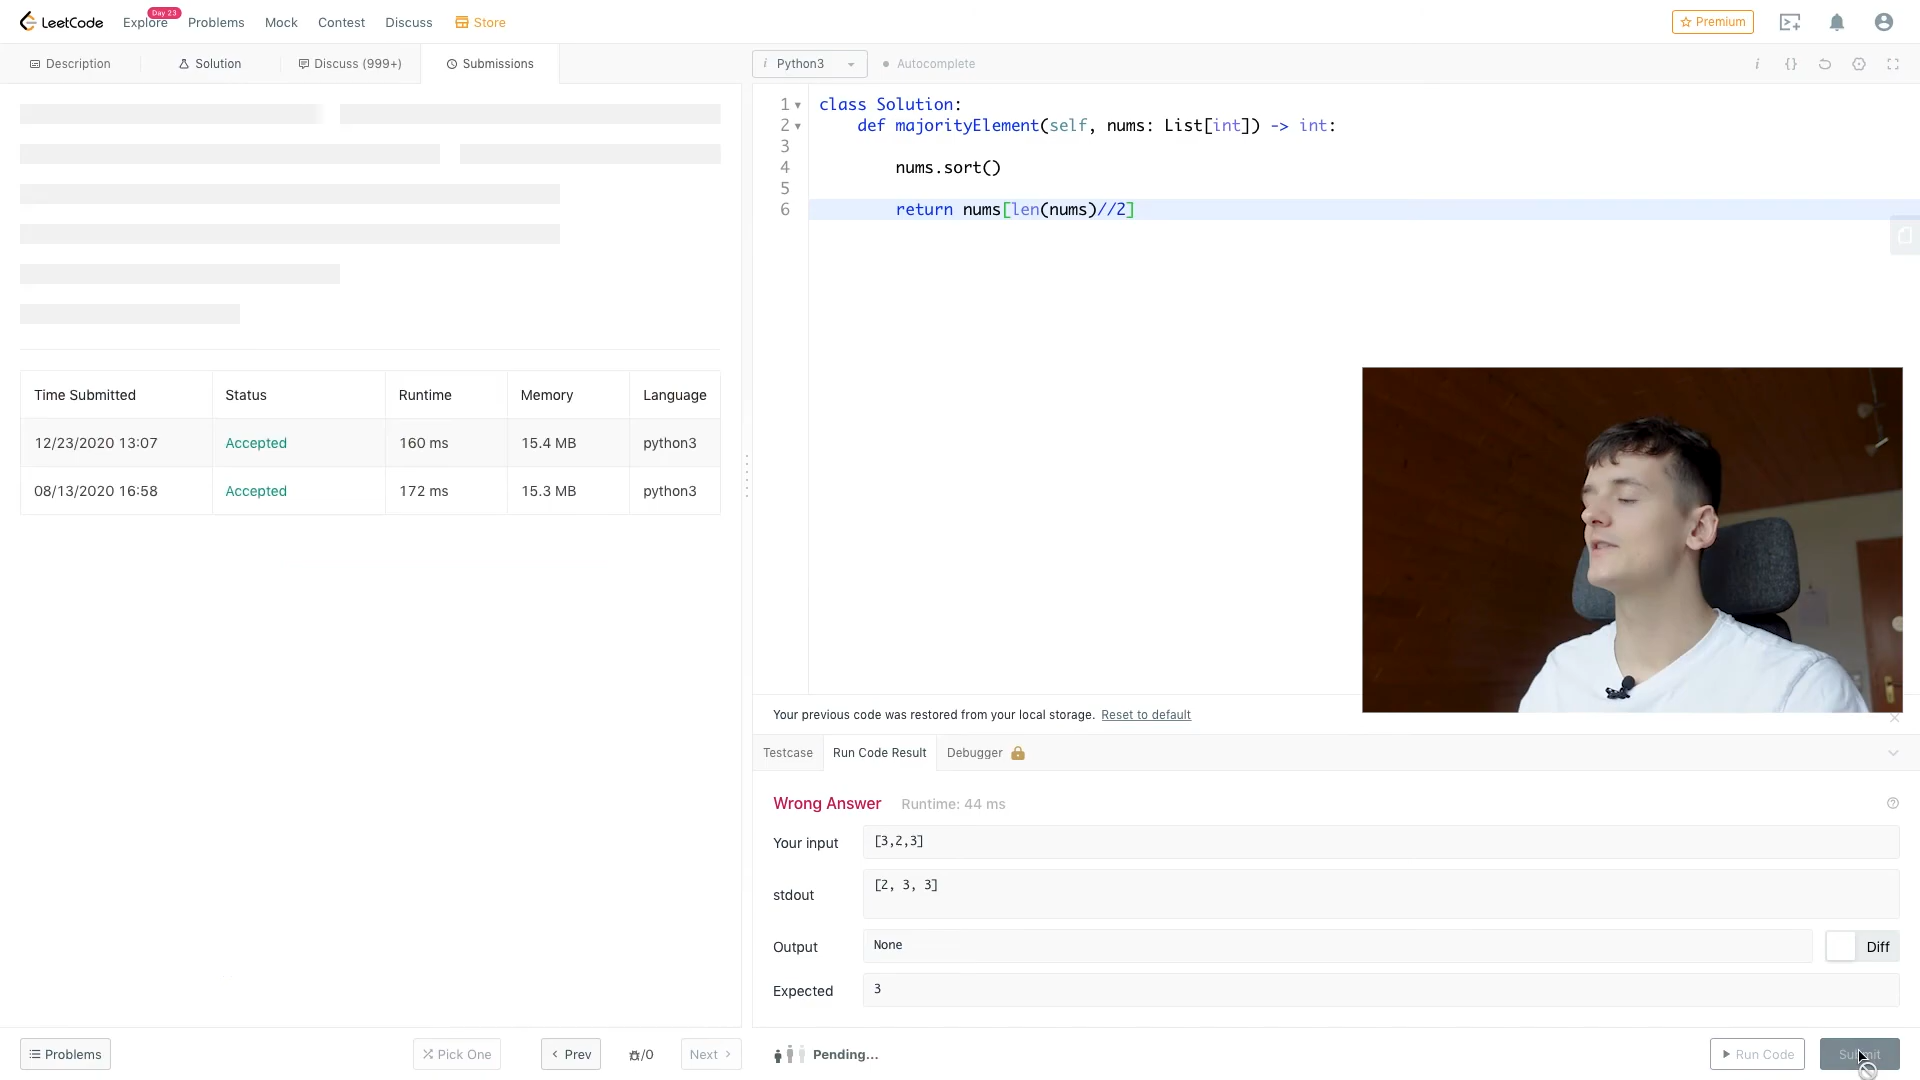 LeetCode
Explore
Day 23
Problems
Mock
Contest
Discuss
Store
Premium
Description
Solution
Discuss (999+)
Submissions
i Python3
Autocomplete
i
{}
1 class Solution:
2 def majorityElement(self, nums: List[int]) -> int:
3
4 nums.sort()
5
6 return nums[len(nums)//2]
Time Submitted Status Runtime Memory Language
12/23/2020 13:07 Accepted 160 ms 15.4 MB python3
08/13/2020 16:58 Accepted 172 ms 15.3 MB python3
Your previous code was restored from your local storage. Reset to default
Testcase
Run Code Result
Debugger
Wrong Answer Runtime: 44 ms
Your input [3,2,3]
stdout [2, 3, 3]
Output None
Diff
Expected 3
Problems
Pick One
Prev
/0
Next
Pending...
Run Code
Submit